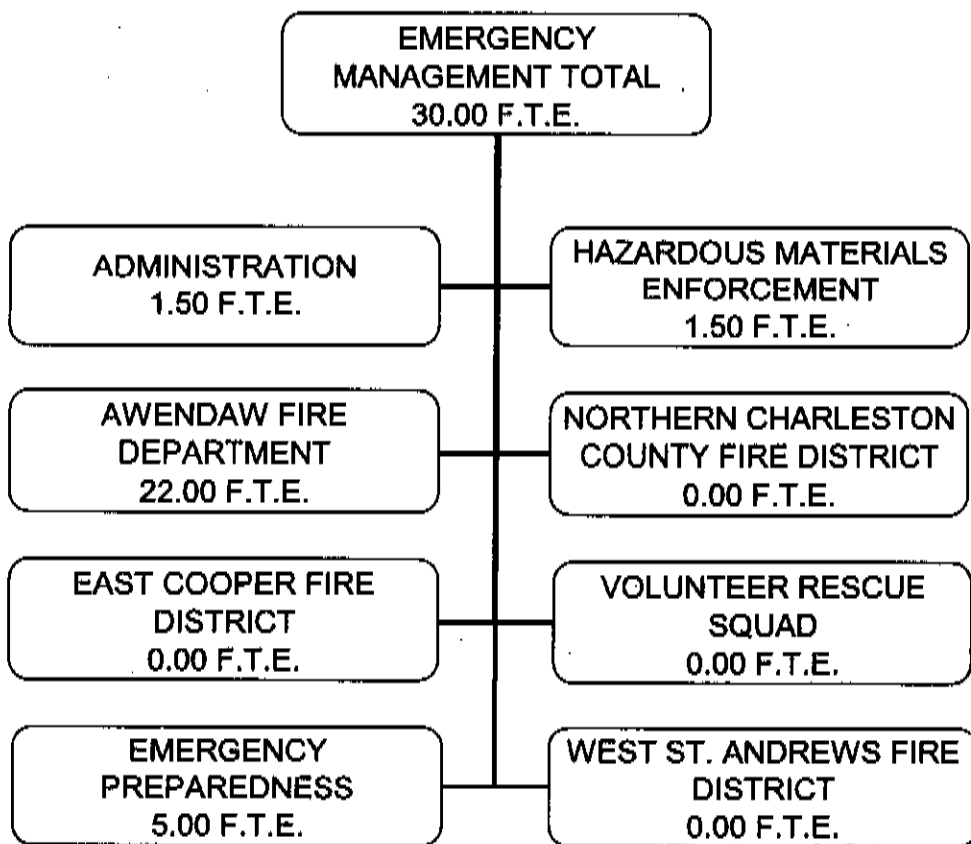 EMERGENCY
MANAGEMENT TOTAL
30.00 F.T.E.
ADMINISTRATION
1.50 F.T.E.
HAZARDOUS MATERIALS
ENFORCEMENT
1.50 F.T.E.
AWENDAW FIRE
DEPARTMENT
22.00 F.T.E.
NORTHERN CHARLESTON
COUNTY FIRE DISTRICT
0.00 F.T.E.
EAST COOPER FIRE
DISTRICT
0.00 F.T.E.
VOLUNTEER RESCUE
SQUAD
0.00 F.T.E.
EMERGENCY
PREPAREDNESS
5.00 F.T.E.
WEST ST. ANDREWS FIRE
DISTRICT
0.00 F.T.E.